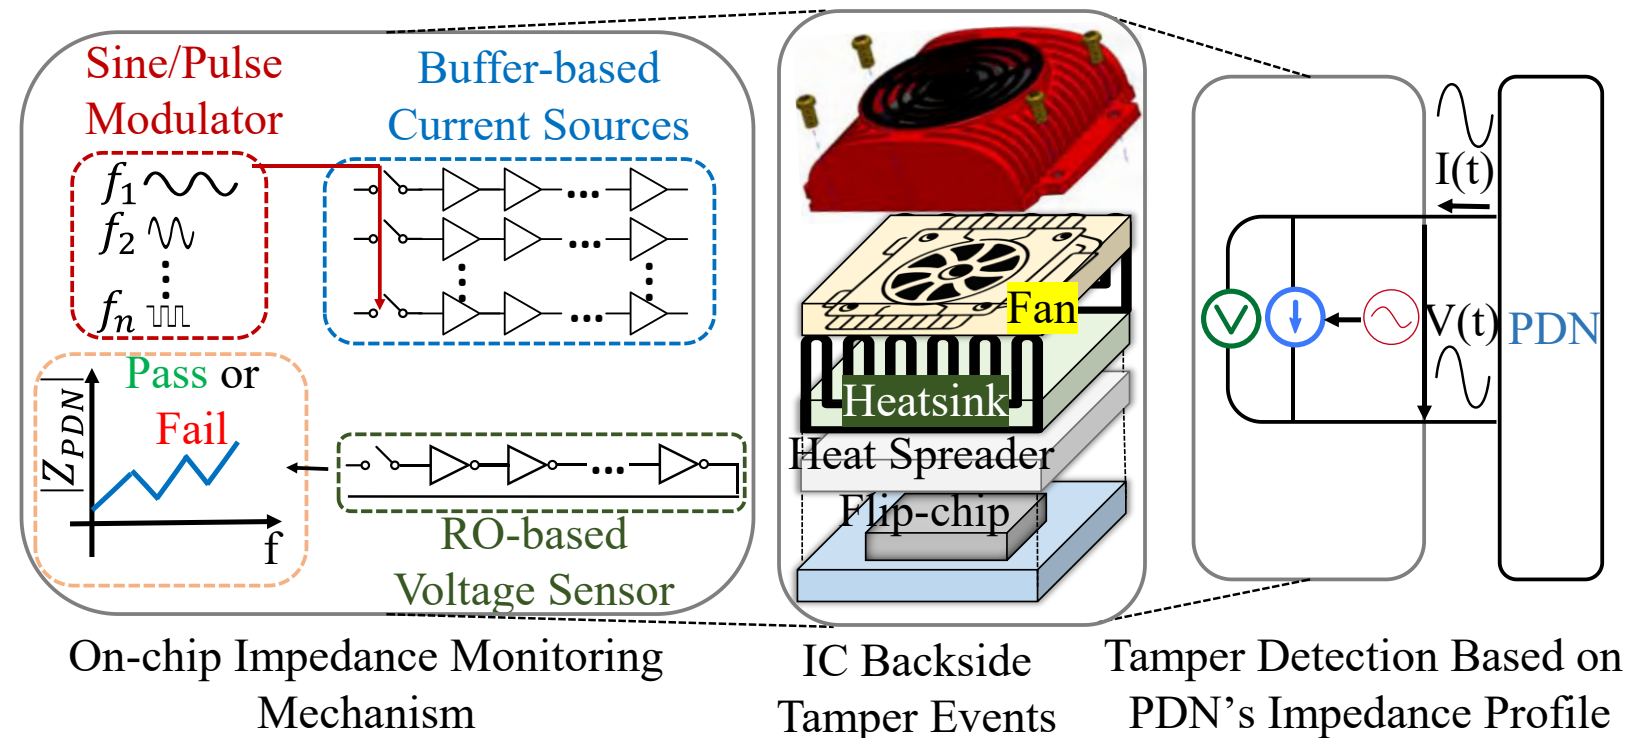 Sine/Pulse
Modulator
f1
f2
fn
Buffer-based
Current Sources
Pass or
Fail
|Z_PDN|
f
RO-based
Voltage Sensor
On-chip Impedance Monitoring
Mechanism
Fan
Heatsink
Heat Spreader
Flip-chip
IC Backside
Tamper Events
I(t)
V
V(t)
PDN
Tamper Detection Based on
PDN’s Impedance Profile